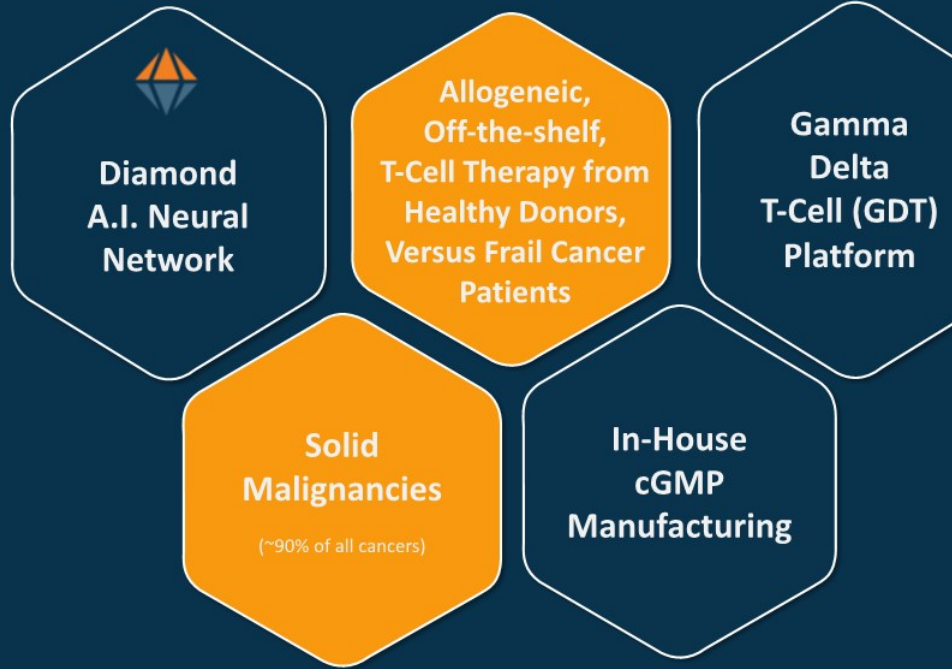 Diamond
A.I. Neural
Network
Allogeneic,
Off-the-shelf,
T-Cell Therapy from
Healthy Donors,
Versus Frail Cancer
Patients
Gamma
Delta
T-Cell (GDT)
Platform
Solid
Malignancies
(~90% of all cancers)
In-House
cGMP
Manufacturing